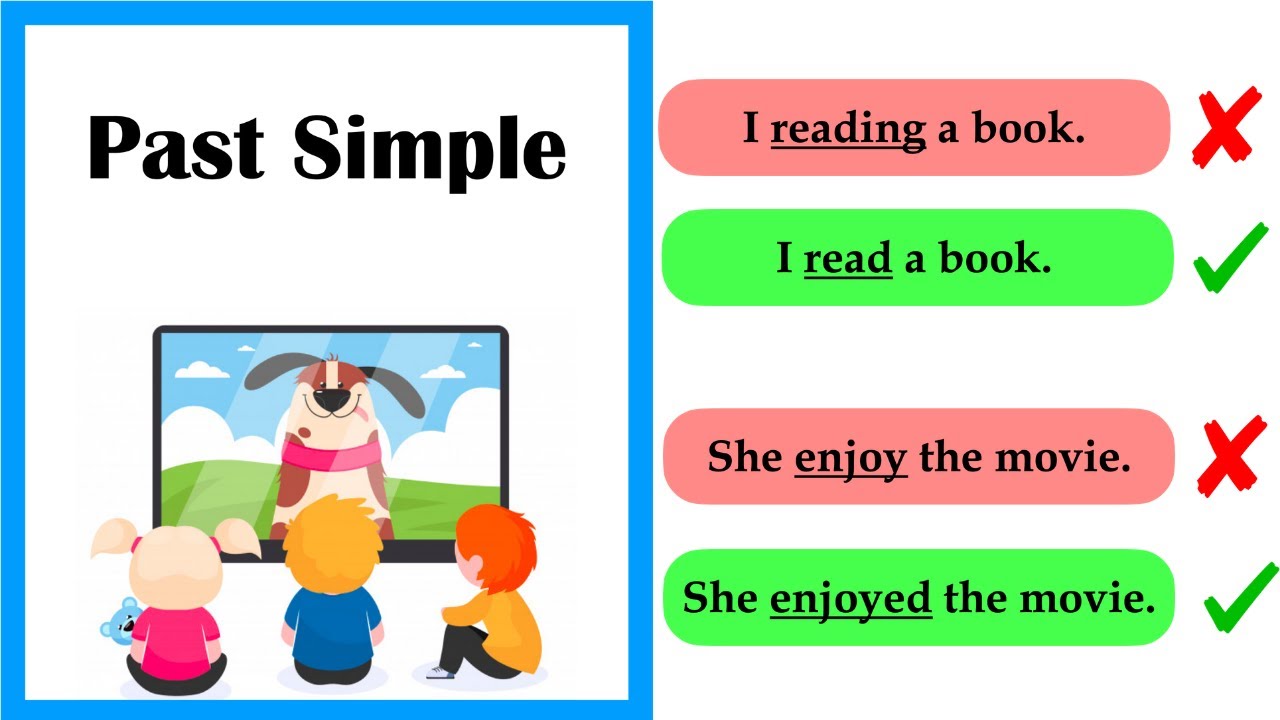 Past Simple
I reading a book.
I read a book.
She enjoy the movie.
She enjoyed the movie.